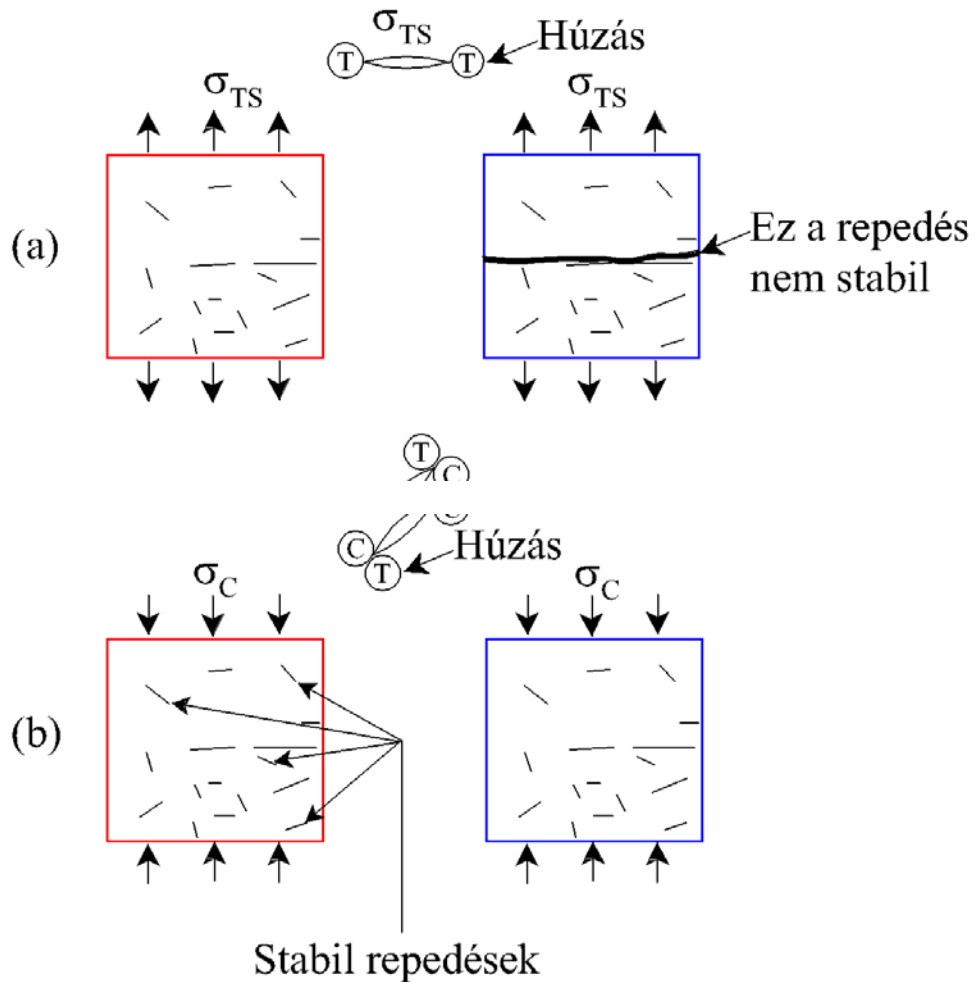 σTS
T T Húzás
σTS σTS
(a)
Ez a repedés
nem stabil
T
C
C
C
T Húzás
σC σC
(b)
Stabil repedések